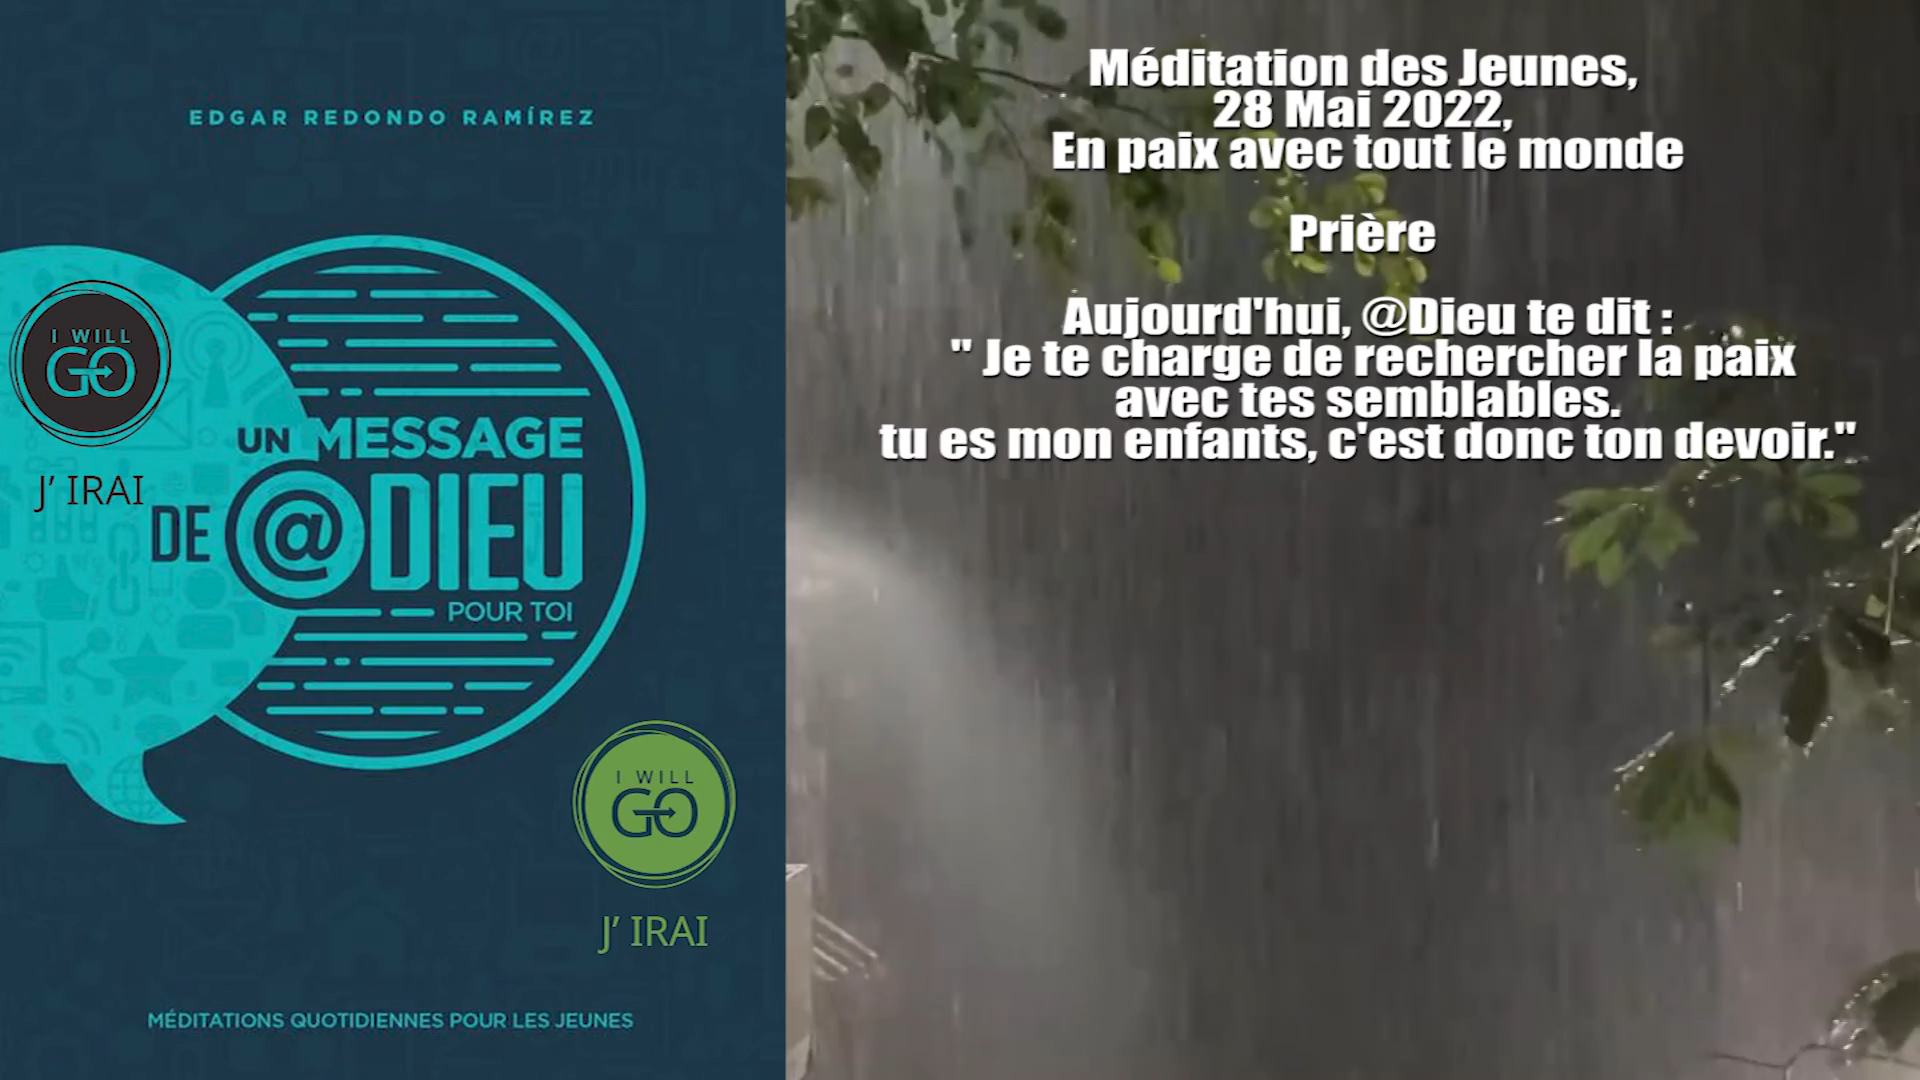 EDGAR REDONDO RAMÍREZ
I WILL
GO
J' IRAI
UN MESSAGE
DE @DIEU
POUR TOI
I WILL
GO
J' IRAI
MÉDITATIONS QUOTIDIENNES POUR LES JEUNES
Méditation des Jeunes,
28 Mai 2022,
En paix avec tout le monde
Prière
Aujourd'hui, @Dieu te dit :
" Je te charge de rechercher la paix
avec tes semblables.
tu es mon enfants, c'est donc ton devoir."